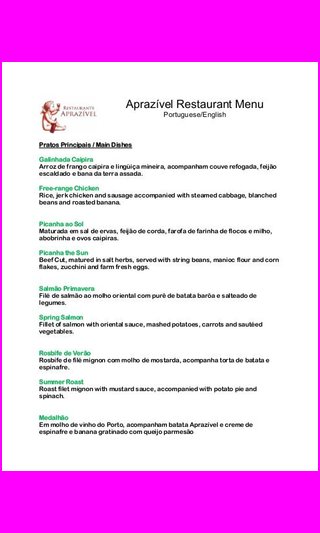 RESTAURANTE
APRAZÍVEL
Aprazível Restaurant Menu
Portuguese/English
Pratos Principais / Main Dishes
Galinhada Caipira
Arroz de frango caipira e lingüiça mineira, acompanham couve refogada, feijão
escaldado e bana da terra assada.
Free-range Chicken
Rice, jerk chicken and sausage accompanied with steamed cabbage, blanched
beans and roasted banana.
Picanha ao Sol
Maturada em sal de ervas, feijão de corda, farofa de farinha de flocos e milho,
abobrinha e ovos caipiras.
Picanha the Sun
Beef Cut, matured in salt herbs, served with string beans, manioc flour and corn
flakes, zucchini and farm fresh eggs.
Salmão Primavera
Filé de salmão ao molho oriental com purê de batata barôa e salteado de
legumes.
Spring Salmon
Fillet of salmon with oriental sauce, mashed potatoes, carrots and sautéed
vegetables.
Rosbife de Verão
Rosbife de filé mignon com molho de mostarda, acompanha torta de batata e
espinafre.
Summer Roast
Roast filet mignon with mustard sauce, accompanied with potato pie and
spinach.
Medalhão
Em molho de vinho do Porto, acompanham batata Aprazível e creme de
espinafre e banana gratinado com queijo parmesão